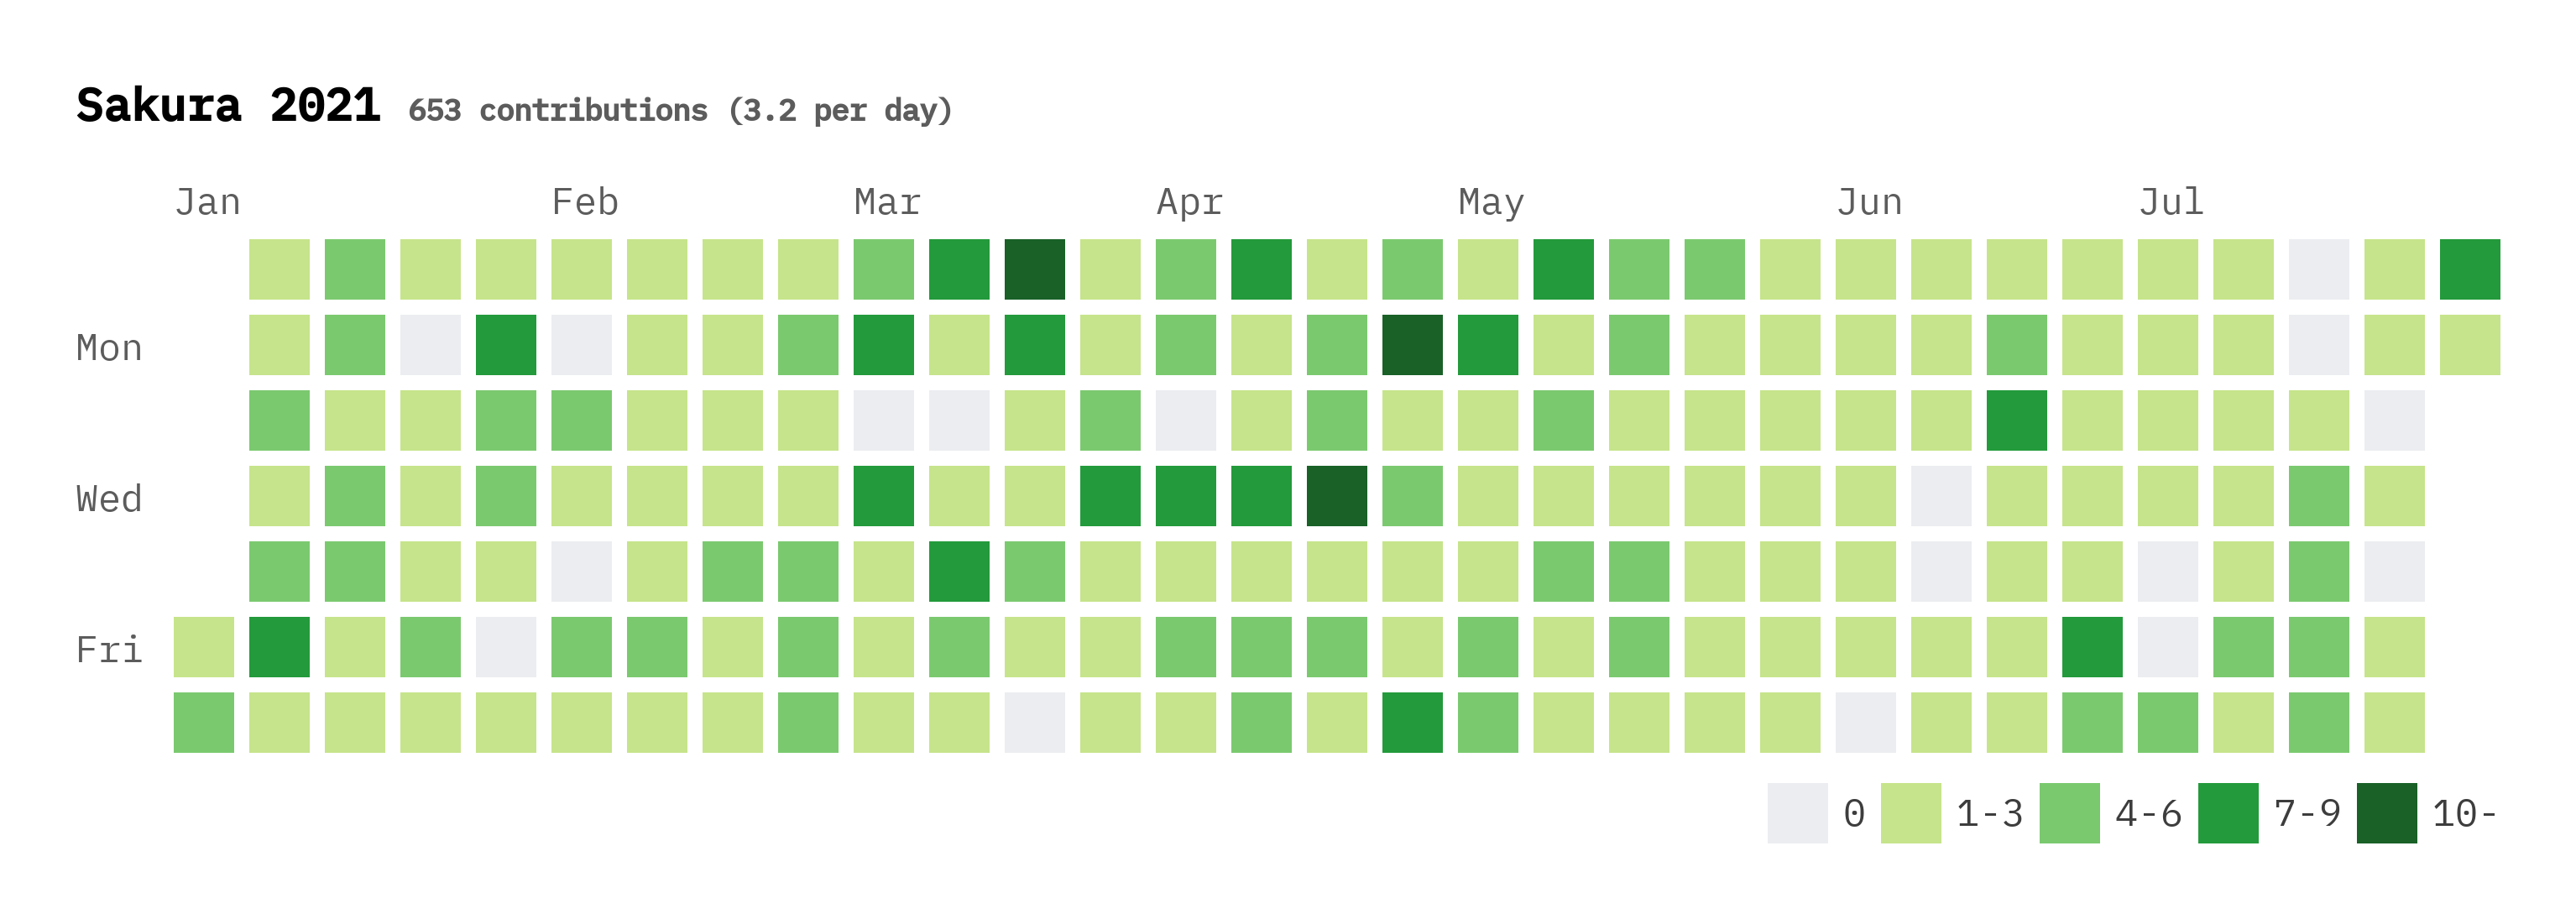 Sakura 2021 653 contributions (3.2 per day)
Jan Feb Mar Apr May Jun Jul
Mon
Wed
Fri
0 1-3 4-6 7-9 10-